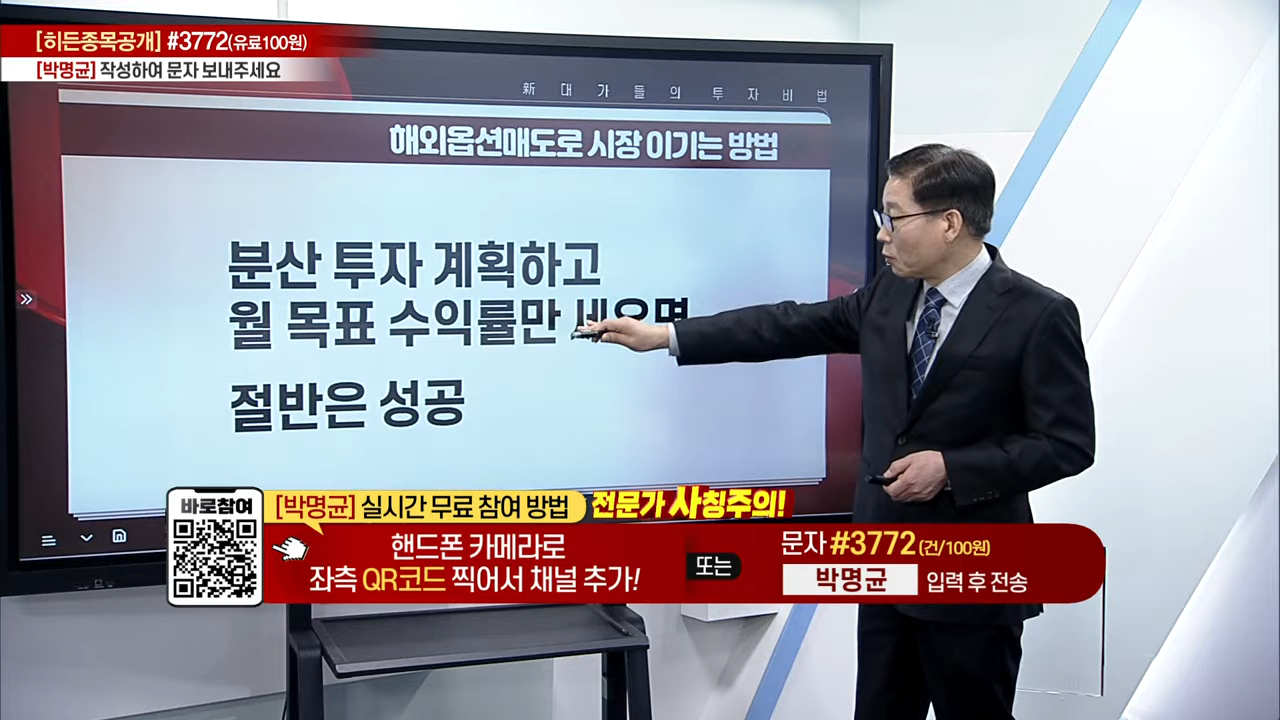 [히든종목공개] #3772(유료100원)
[박명균] 작성하여 문자 보내주세요
新대가들의 투자비법
해외옵션매도로 시장 이기는 방법
분산 투자 계획하고
월 목표 수익률만 세우면
절반은 성공
바로참여
[박명균] 실시간 무료 참여 방법
전문가 사칭주의!
핸드폰 카메라로
좌측 QR코드 찍어서 채널 추가!
또는
문자 #3772 (건/100원)
박명균 입력 후 전송